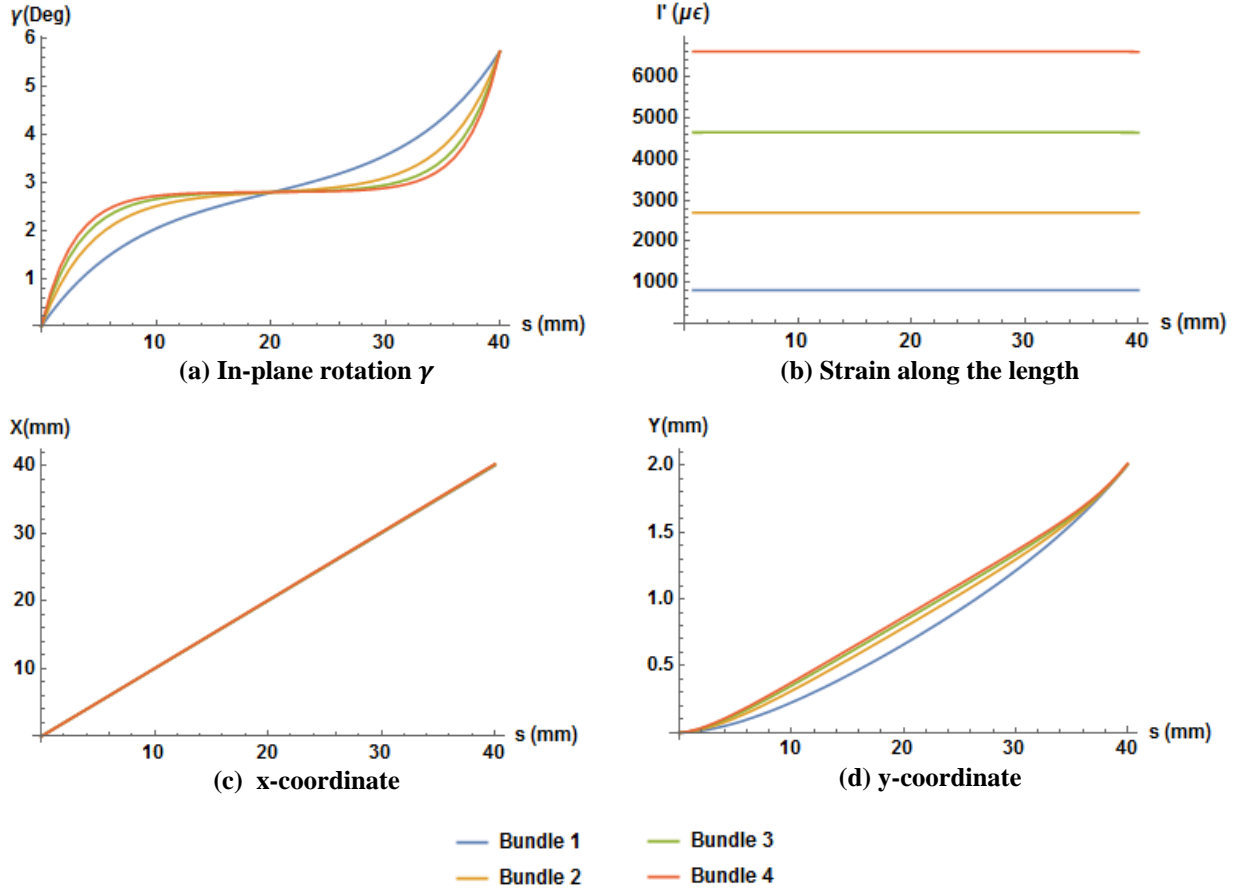 γ(Deg)
6
5
4
3
2
1
10
20
30
40
s (mm)
(a) In-plane rotation γ
l' (με)
6000
5000
4000
3000
2000
1000
10
20
30
40
s (mm)
(b) Strain along the length
X(mm)
40
30
20
10
10
20
30
40
s (mm)
(c) x-coordinate
Y(mm)
2.0
1.5
1.0
0.5
10
20
30
40
s (mm)
(d) y-coordinate
Bundle 1
Bundle 3
Bundle 2
Bundle 4